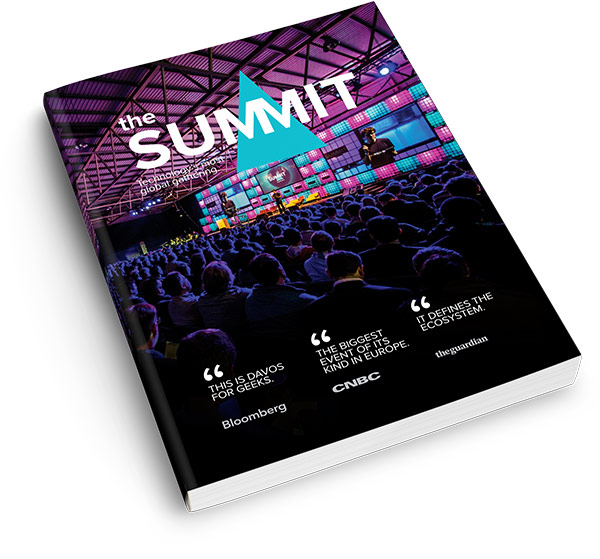 the
SUMMIT
Technology's most
global gathering.
“
THIS IS DAVOS
FOR GEEKS.
Bloomberg
“
THE BIGGEST
EVENT OF ITS
KIND IN EUROPE.
CNBC
“
IT DEFINES THE
ECOSYSTEM.
theguardian